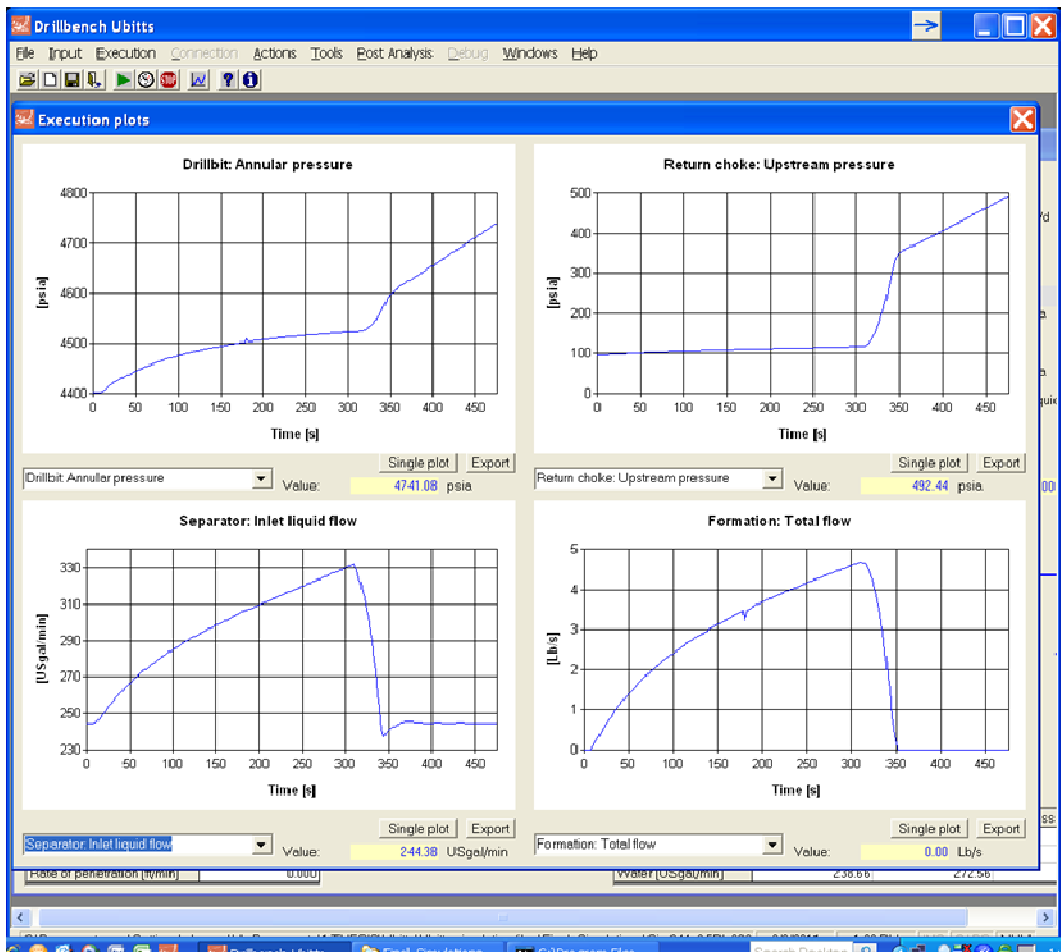 Drillbench Ubitts
File Input Execution Connection Actions Tools Post Analysis Debug Windows Help
STOP ? i
Execution plots
Drillbit: Annular pressure
4800
4700
4600
4500
4400
[psia]
0 50 100 150 200 250 300 350 400 450
Time [s]
Single plot Export
Drillbit: Annular pressure Value: 4741.08 psia
Return choke: Upstream pressure
500
400
300
200
100
0
[psia]
0 50 100 150 200 250 300 350 400 450
Time [s]
Single plot Export
Return choke: Upstream pressure Value: 492.44 psia
Separator: Inlet liquid flow
330
310
290
270
250
230
[USgal/min]
0 50 100 150 200 250 300 350 400 450
Time [s]
Single plot Export
Separator: Inlet liquid flow Value: 244.38 USgal/min
Formation: Total flow
5
4
3
2
1
0
[Lb/s]
0 50 100 150 200 250 300 350 400 450
Time [s]
Single plot Export
Formation: Total flow Value: 0.00 Lb/s
Rate of penetration [ft/min] 0.000 Water [USgal/min] 238.66 272.56